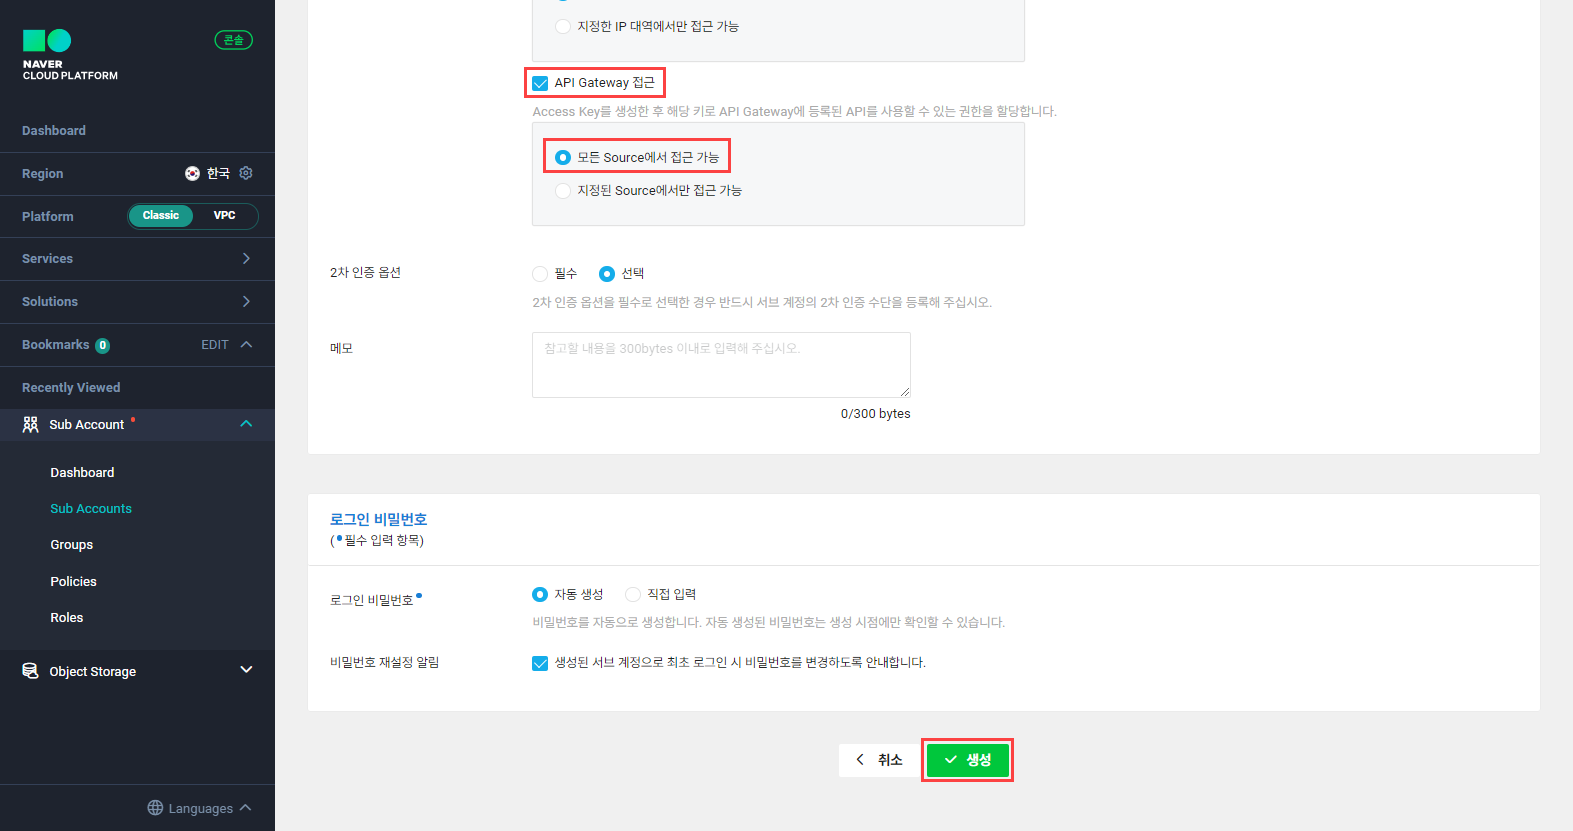 NAVER
CLOUD PLATFORM
콘솔
Dashboard
Region
한국
Platform
Classic
VPC
Services
Solutions
Bookmarks 0
EDIT
Recently Viewed
Sub Account
Dashboard
Sub Accounts
Groups
Policies
Roles
Object Storage
Languages
지정한 IP 대역에서만 접근 가능
API Gateway 접근
Access Key를 생성한 후 해당 키로 API Gateway에 등록된 API를 사용할 수 있는 권한을 할당합니다.
모든 Source에서 접근 가능
지정된 Source에서만 접근 가능
2차 인증 옵션
필수
선택
2차 인증 옵션을 필수로 선택한 경우 반드시 서브 계정의 2차 인증 수단을 등록해 주십시오.
메모
참고할 내용을 300bytes 이내로 입력해 주십시오.
0/300 bytes
로그인 비밀번호
(•필수 입력 항목)
로그인 비밀번호•
자동 생성
직접 입력
비밀번호를 자동으로 생성합니다. 자동 생성된 비밀번호는 생성 시점에만 확인할 수 있습니다.
비밀번호 재설정 알림
생성된 서브 계정으로 최초 로그인 시 비밀번호를 변경하도록 안내합니다.
취소
생성